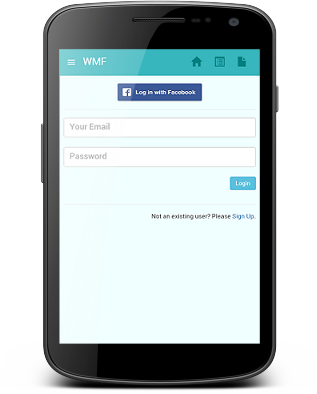 WMF
Log in with Facebook
Your Email
Password
Login
Not an existing user? Please Sign Up.